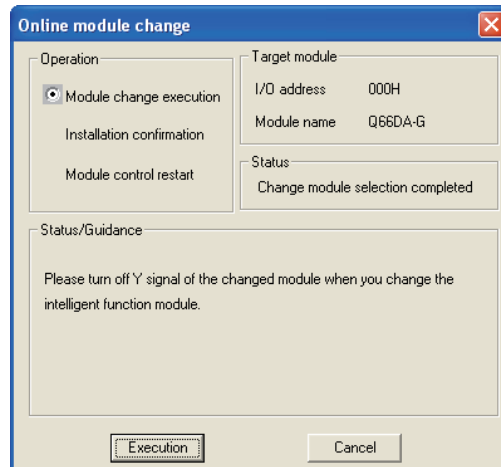 Online module change
Operation
Module change execution
Installation confirmation
Module control restart
Target module
I/O address 000H
Module name Q66DA-G
Status
Change module selection completed
Status/Guidance
Please turn off Y signal of the changed module when you change the
intelligent function module.
Execution Cancel